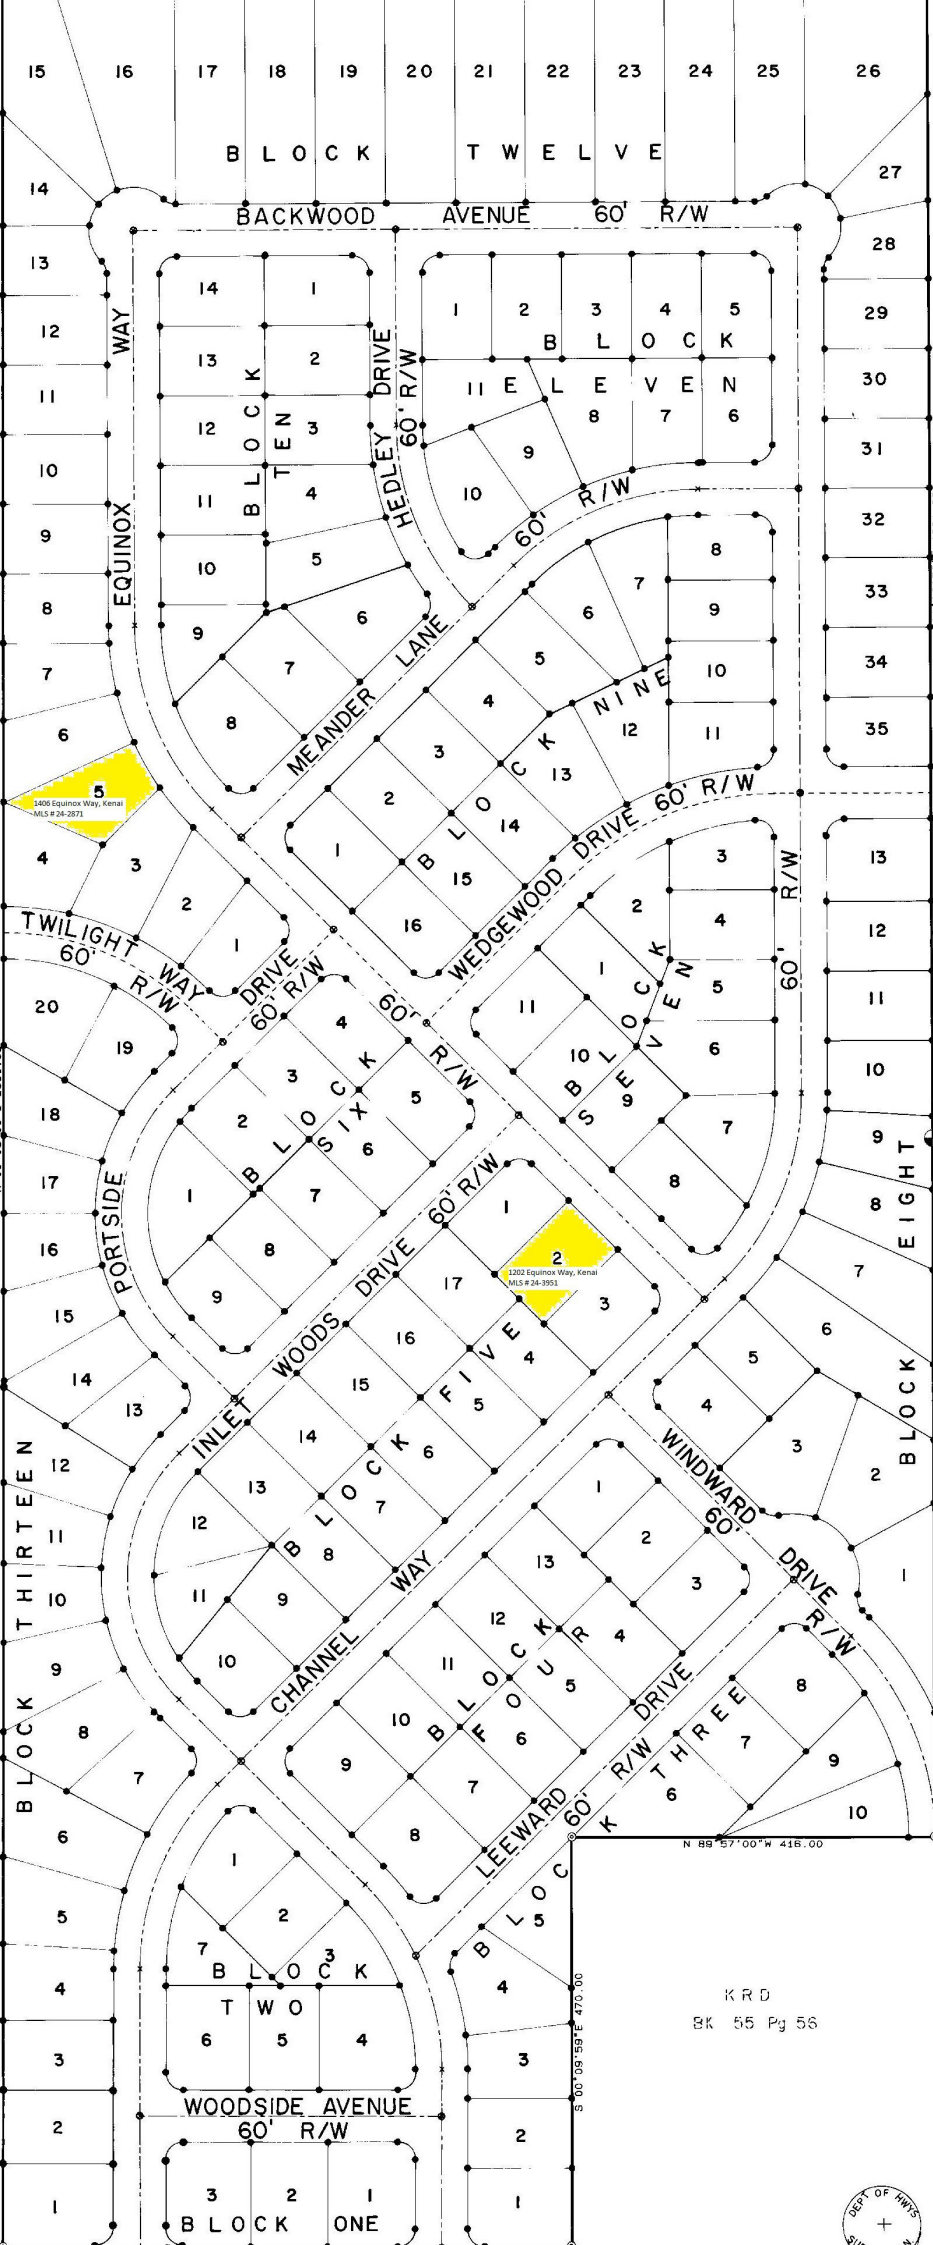 15 16 17 18 19 20 21 22 23 24 25 26
BLOCK TWELVE
27
14
BACKWOOD AVENUE 60' R/W
28
13
14 1
1 2 3 4 5
29
12
WAY
BLOCK
13 2
HEDLEY DRIVE
60' R/W
30
11
11 ELEVEN
8 7 6
12 3
BLOCK TEN
31
9
10
10
60' R/W
11 4
32
9
EQUINOX
8
5
10
7
33
8
9
6
6
9
MEANDER LANE
5
34
7
7
10
BLOCK NINE
4
8
6
12 11
35
3
13
5
1406 Equinox Way, Kenai
MLS # 24-2871
2
14
WEDGEWOOD DRIVE 60' R/W
4 3
1
15
3
13
2
16
2
4
R/W
TWILIGHT WAY
60' R/W
1
DRIVE
60' R/W
12
1
BLOCK SEVEN
5
60'
11
20
11
60' R/W
4
19
6
10
3
10
BLOCK SIX
5
9
18
2
6
7
9
17
1
7
8
8
BLOCK EIGHT
PORTSIDE
60' R/W
1
16
8
2
1202 Equinox Way, Kenai
MLS # 24-3951
7
9
INLET WOODS DRIVE
17
3
15
6
16
4
5
14
15
BLOCK FIVE
5
4
13
14
6
3
WINDWARD DRIVE
60' R/W
12
13
7
2
1
11
12
8
2
13
1
BLOCK THIRTEEN
10
11 9
3
12
4
CHANNEL WAY
9
10
11
BLOCK FOUR
5
8
8
10
6
7
7
9
9
7
6
LEEWARD DRIVE
60' R/W
BLOCK THREE
6
8
10
N 89°57'00"W 416.00
1
5
2
5
7 3
BLOCK TWO
4
4
KRD
BK 55 Pg 56
S 00°09'59"E 470.00
6 5 4
3
3
WOODSIDE AVENUE
60' R/W
2
2
3 2 1
1
1
BLOCK ONE
DEPT OF HWYS